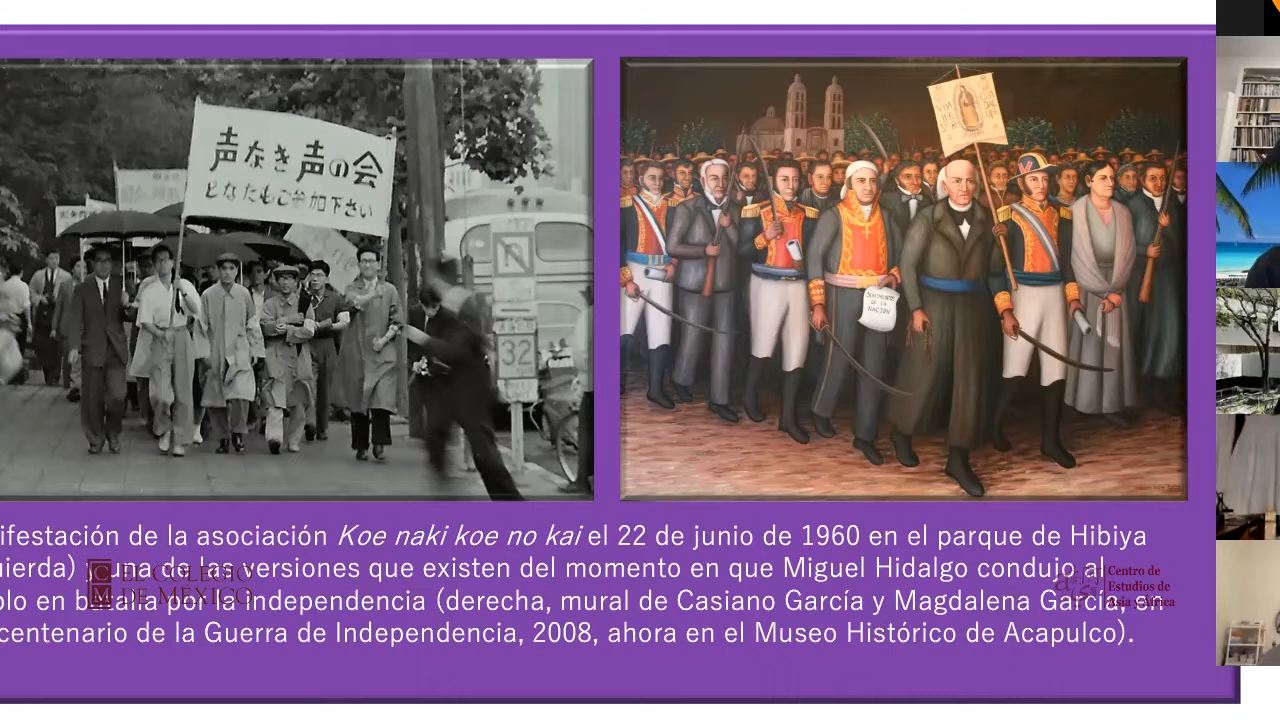 声なき声の会
どなたもご参加下さい
32
SENTIMIENTOS
DE LA
NACION
ifestación de la asociación Koe naki koe no kai el 22 de junio de 1960 en el parque de Hibiya
uierda) y una de las versiones que existen del momento en que Miguel Hidalgo condujo al
blo en batalla por la Independencia (derecha, mural de Casiano García y Magdalena García, en
centenario de la Guerra de Independencia, 2008, ahora en el Museo Histórico de Acapulco).
EL COLEGIO
DE MÉXICO
Centro de
Estudios de
Asia y África